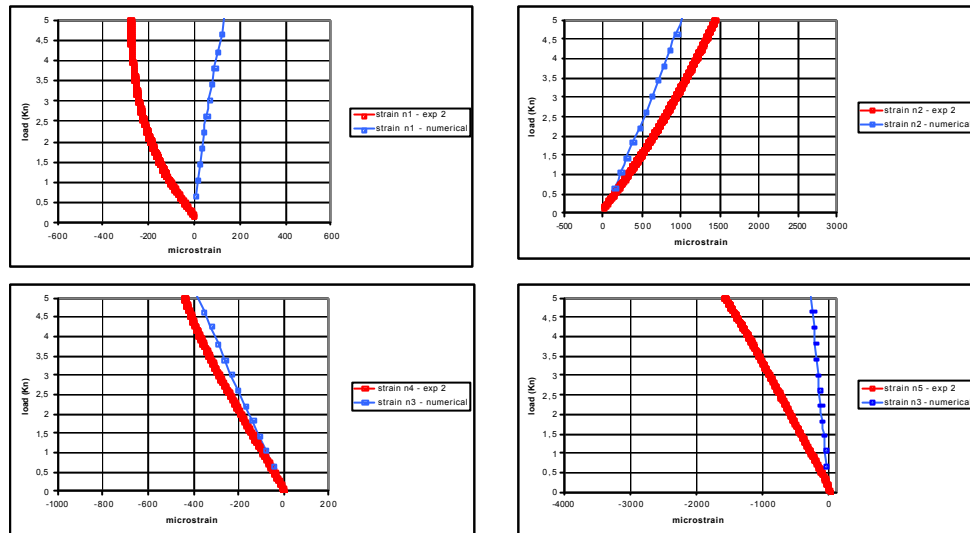 5
4,5
4
3,5
3
2,5
2
1,5
1
0,5
0
load (Kn)
-600 -400 -200 0 200 400 600
microstrain
strain n1 - exp 2
strain n1 - numerical
5
4,5
4
3,5
3
2,5
2
1,5
1
0,5
0
load (Kn)
-500 0 500 1000 1500 2000 2500 3000
microstrain
strain n2 - exp 2
strain n2 - numerical
5
4,5
4
3,5
3
2,5
2
1,5
1
0,5
0
load (Kn)
-1000 -800 -600 -400 -200 0 200
microstrain
strain n4 - exp 2
strain n3 - numerical
5
4,5
4
3,5
3
2,5
2
1,5
1
0,5
0
load (Kn)
-4000 -3000 -2000 -1000 0
microstrain
strain n5 - exp 2
strain n3 - numerical